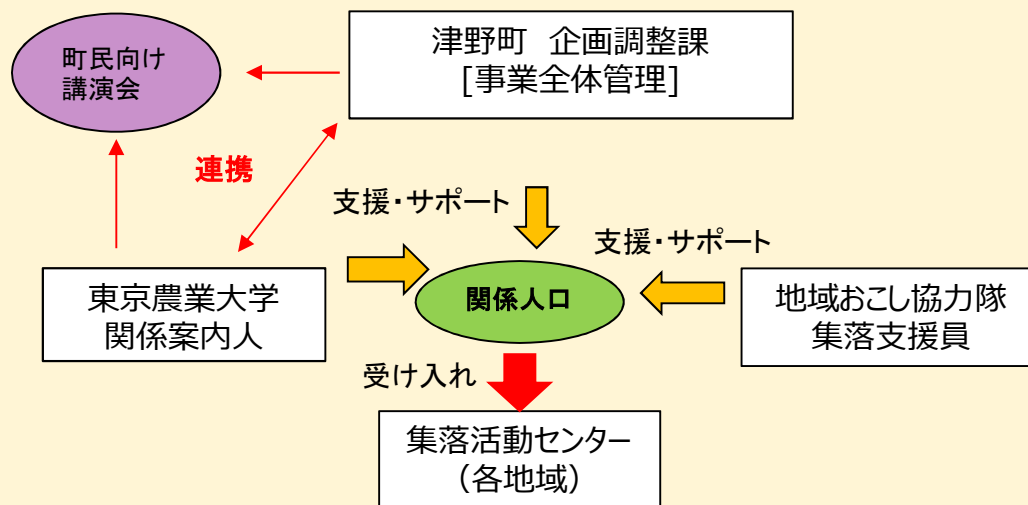 町民向け
講演会
津野町 企画調整課
[事業全体管理]
連携
支援・サポート
支援・サポート
東京農業大学
関係案内人
関係人口
地域おこし協力隊
集落支援員
受け入れ
集落活動センター
（各地域）